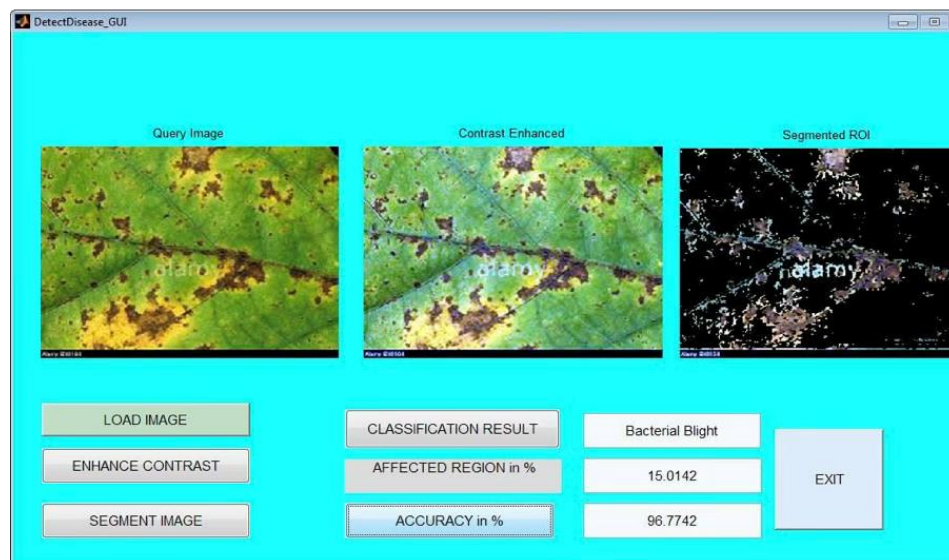 DetectDisease_GUI
Query Image
Contrast Enhanced
Segmented ROI
alamy
alamy
alamy
LOAD IMAGE
ENHANCE CONTRAST
SEGMENT IMAGE
CLASSIFICATION RESULT
Bacterial Blight
AFFECTED REGION in %
15.0142
ACCURACY in %
96.7742
EXIT